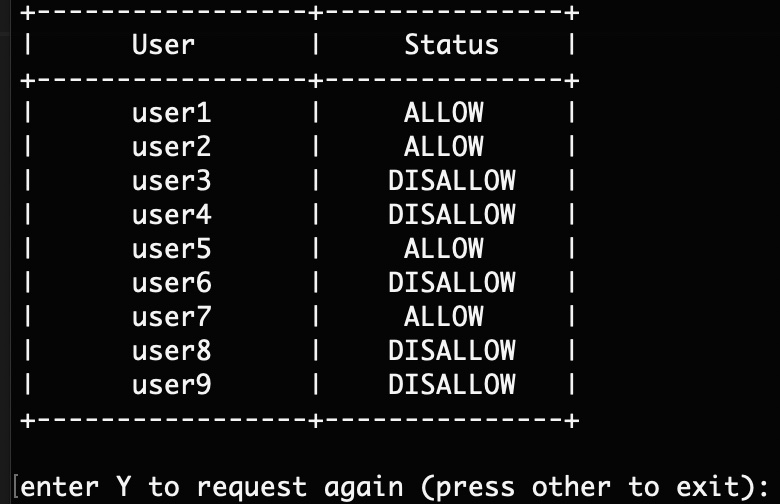 +-----------------+---------------+
|      User       |     Status    |
+-----------------+---------------+
|      user1      |     ALLOW     |
|      user2      |     ALLOW     |
|      user3      |    DISALLOW   |
|      user4      |    DISALLOW   |
|      user5      |     ALLOW     |
|      user6      |    DISALLOW   |
|      user7      |     ALLOW     |
|      user8      |    DISALLOW   |
|      user9      |    DISALLOW   |
+-----------------+---------------+
[enter Y to request again (press other to exit):